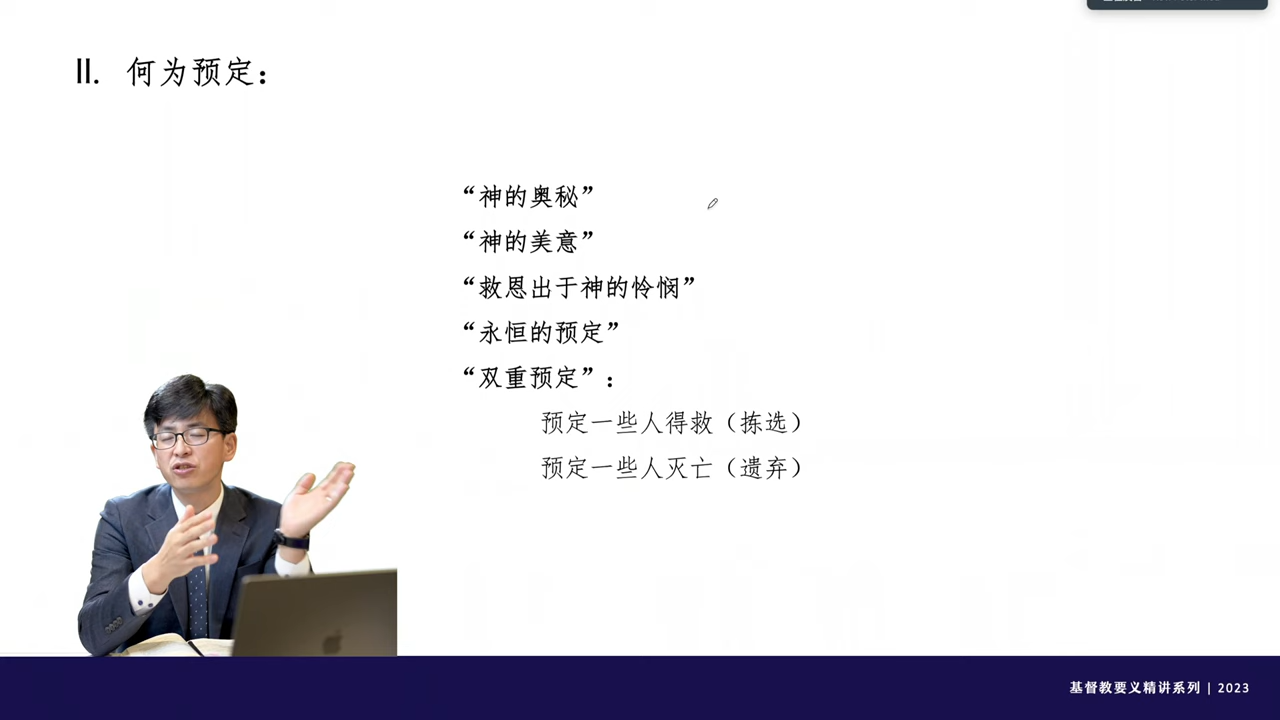 II. 何为预定：
“神的奥秘”
“神的美意”
“救恩出于神的怜悯”
“永恒的预定”
“双重预定”：
预定一些人得救（拣选）
预定一些人灭亡（遗弃）
基督教要义精讲系列 | 2023